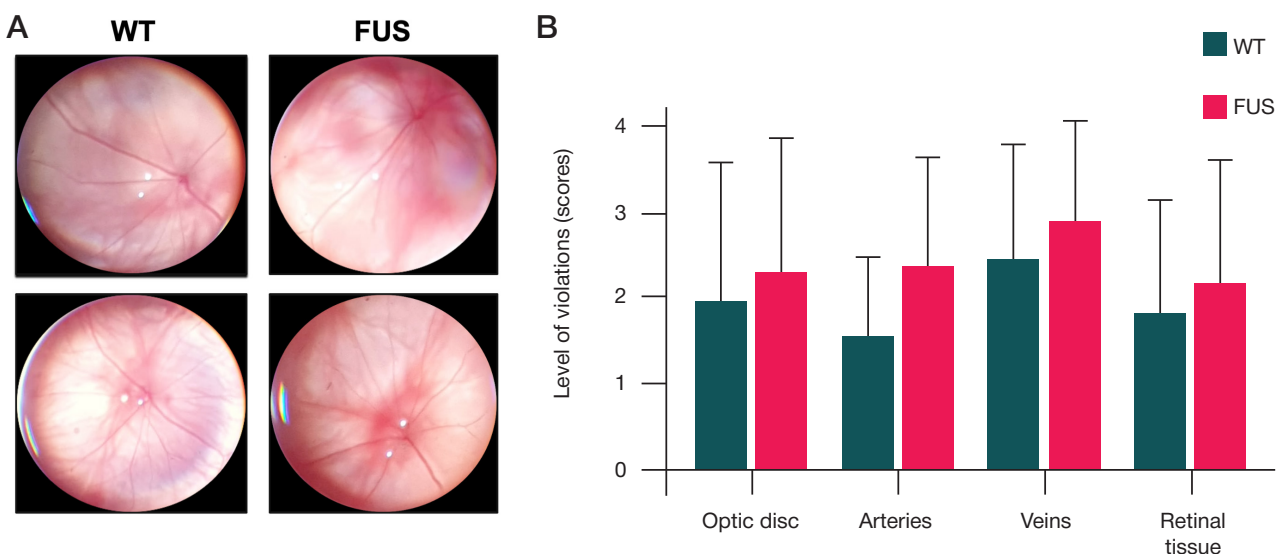 A
WT
FUS
B
WT
FUS
Level of violations (scores)
4
3
2
1
0
Optic disc
Arteries
Veins
Retinal
tissue